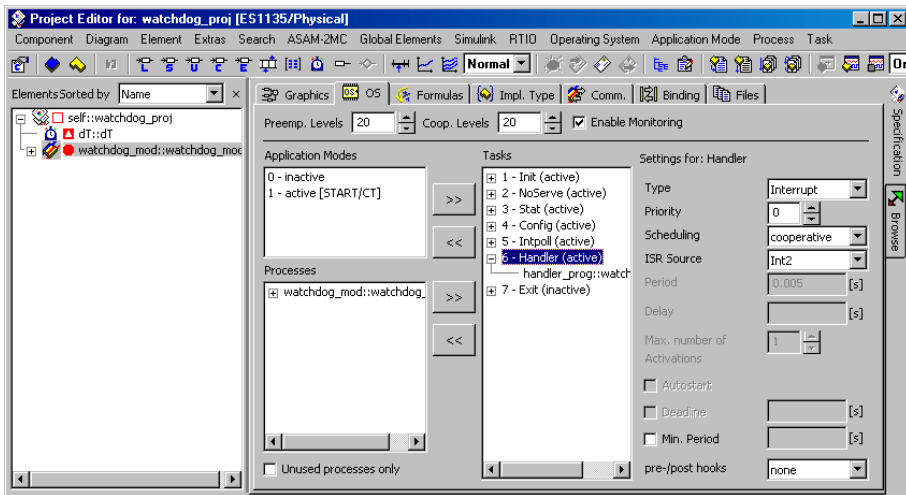 Project Editor for: watchdog_proj [ES1135/Physical]
Component Diagram Element Extras Search ASAM-2MC Global Elements Simulink RTIO Operating System Application Mode Process Task
Normal
Elements Sorted by Name
self::watchdog_proj
dT::dT
watchdog_mod::watchdog_mod
Graphics OS Formulas Impl. Type Comm. Binding Files
Preemp. Levels 20 Coop. Levels 20 Enable Monitoring
Application Modes
0 - inactive
1 - active [START/CT]
>>
<<
Processes
watchdog_mod::watchdog_
>>
<<
Unused processes only
Tasks
1 - Init (active)
2 - NoServe (active)
3 - Stat (active)
4 - Config (active)
5 - Intpoll (active)
6 - Handler (active)
handler_prog::watch
7 - Exit (inactive)
Settings for: Handler
Type Interrupt
Priority 0
Scheduling cooperative
ISR Source Int2
Period 0.005 [s]
Delay [s]
Max. number of
Activations 1
Autostart
Deadline [s]
Min. Period [s]
pre-/post hooks none
Specification
Browse